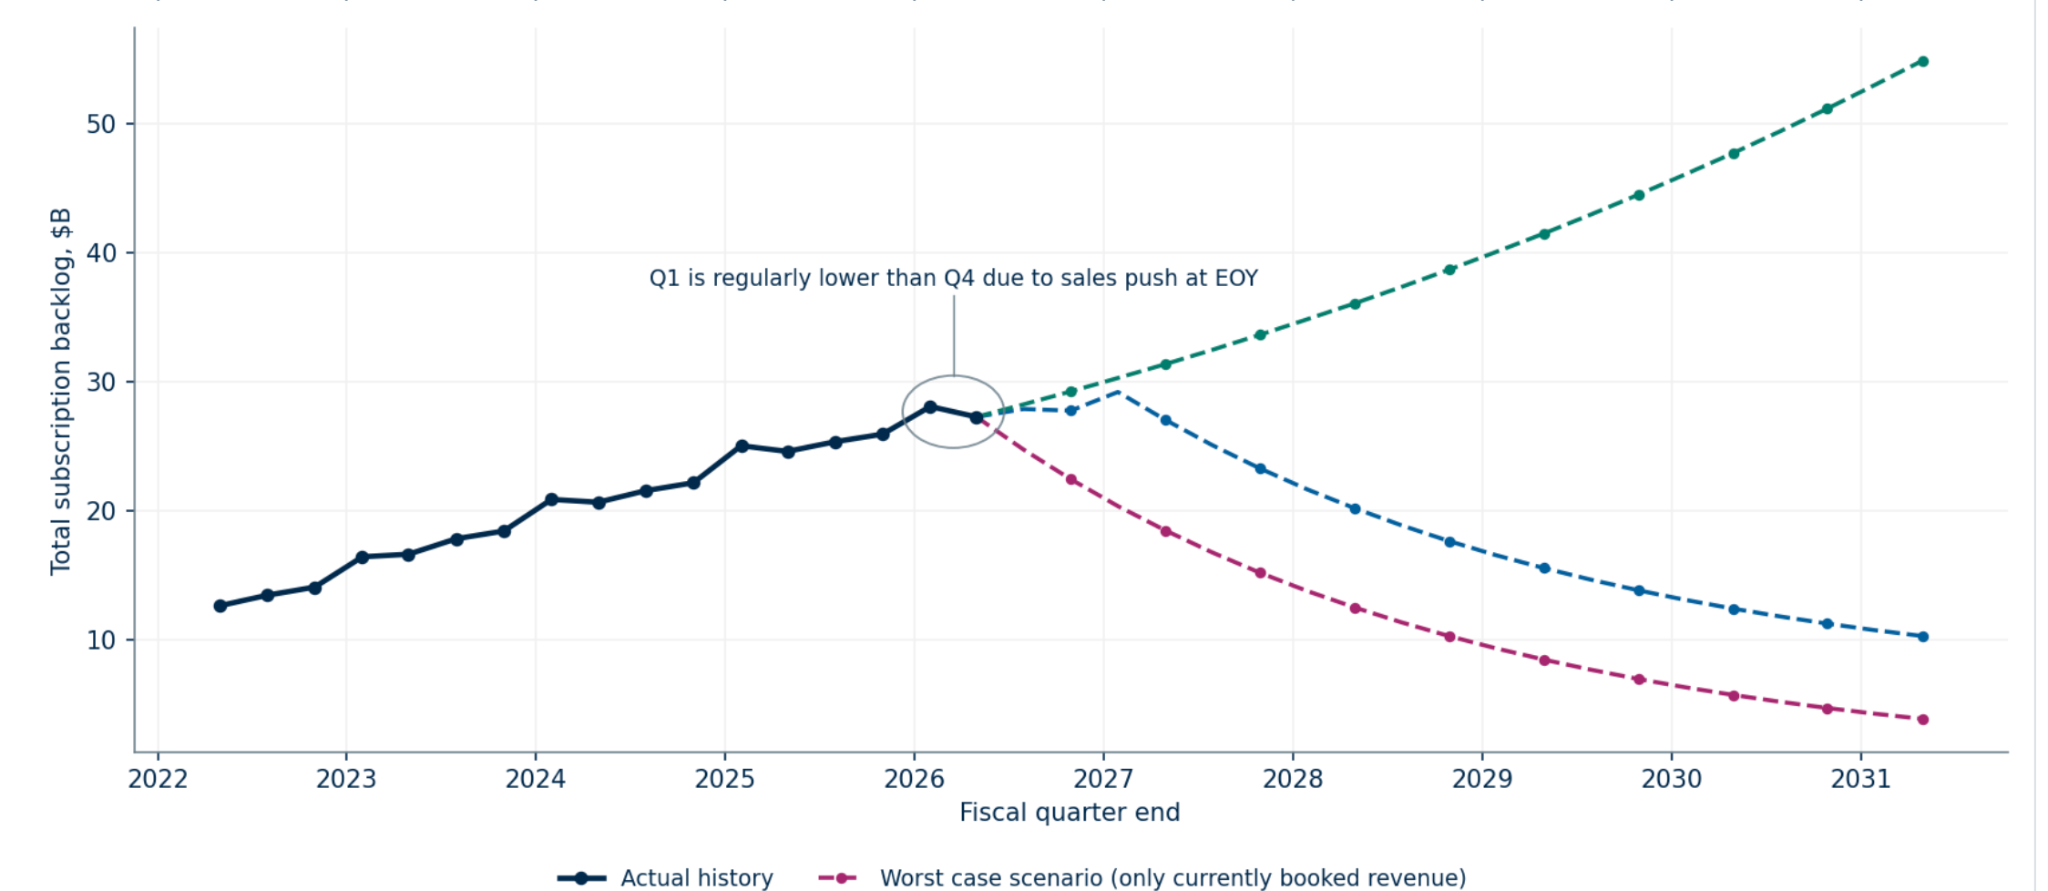 50
40
30
20
10
Total subscription backlog, $B
Q1 is regularly lower than Q4 due to sales push at EOY
2022 2023 2024 2025 2026 2027 2028 2029 2030 2031
Fiscal quarter end
Actual history
Worst case scenario (only currently booked revenue)